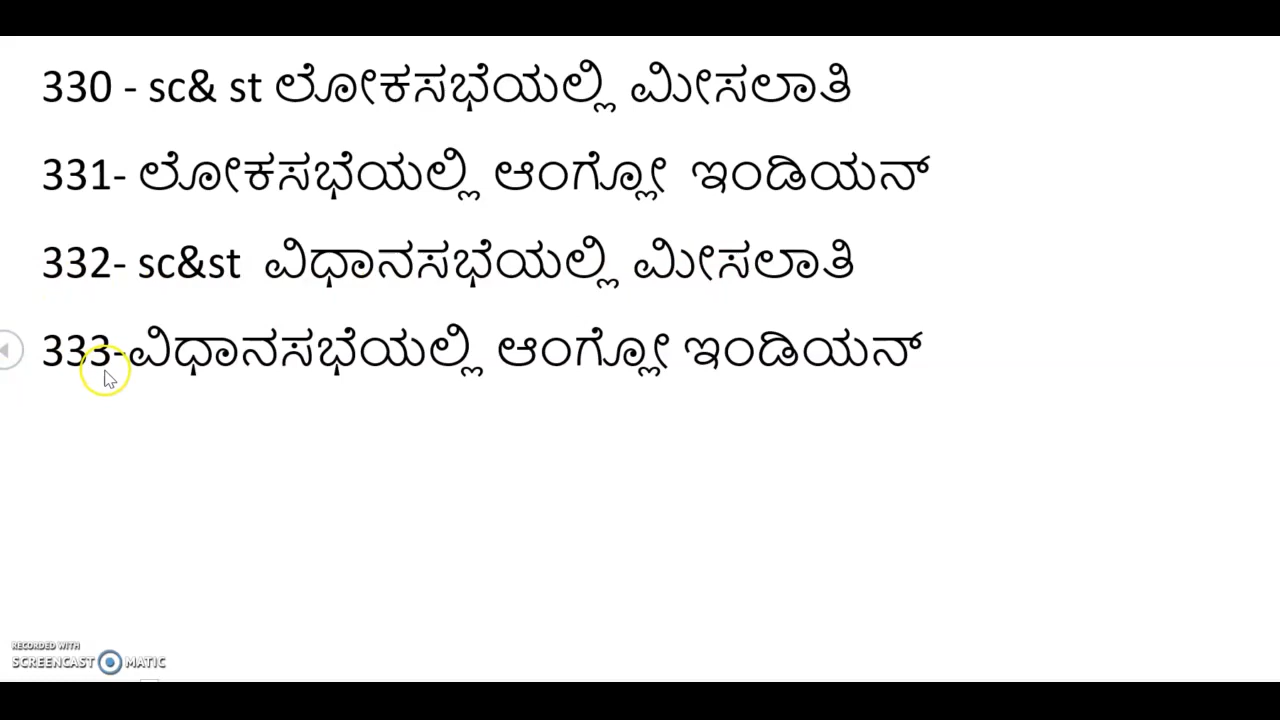 330 - sc& st ಲೋಕಸಭೆಯಲ್ಲಿ ಮೀಸಲಾತಿ
331- ಲೋಕಸಭೆಯಲ್ಲಿ ಆಂಗ್ಲೋ ಇಂಡಿಯನ್
332- sc&st ವಿಧಾನಸಭೆಯಲ್ಲಿ ಮೀಸಲಾತಿ
333-ವಿಧಾನಸಭೆಯಲ್ಲಿ ಆಂಗ್ಲೋ ಇಂಡಿಯನ್
RECORDED WITH
SCREENCAST MATIC